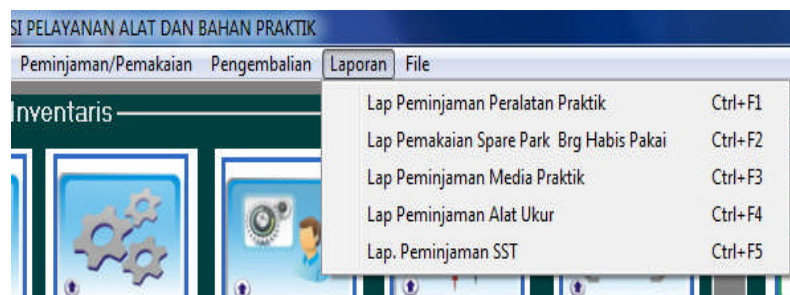 SI PELAYANAN ALAT DAN BAHAN PRAKTIK
Peminjaman/Pemakaian Pengembalian Laporan File
Inventaris
Lap Peminjaman Peralatan Praktik Ctrl+F1
Lap Pemakaian Spare Park Brg Habis Pakai Ctrl+F2
Lap Peminjaman Media Praktik Ctrl+F3
Lap Peminjaman Alat Ukur Ctrl+F4
Lap. Peminjaman SST Ctrl+F5